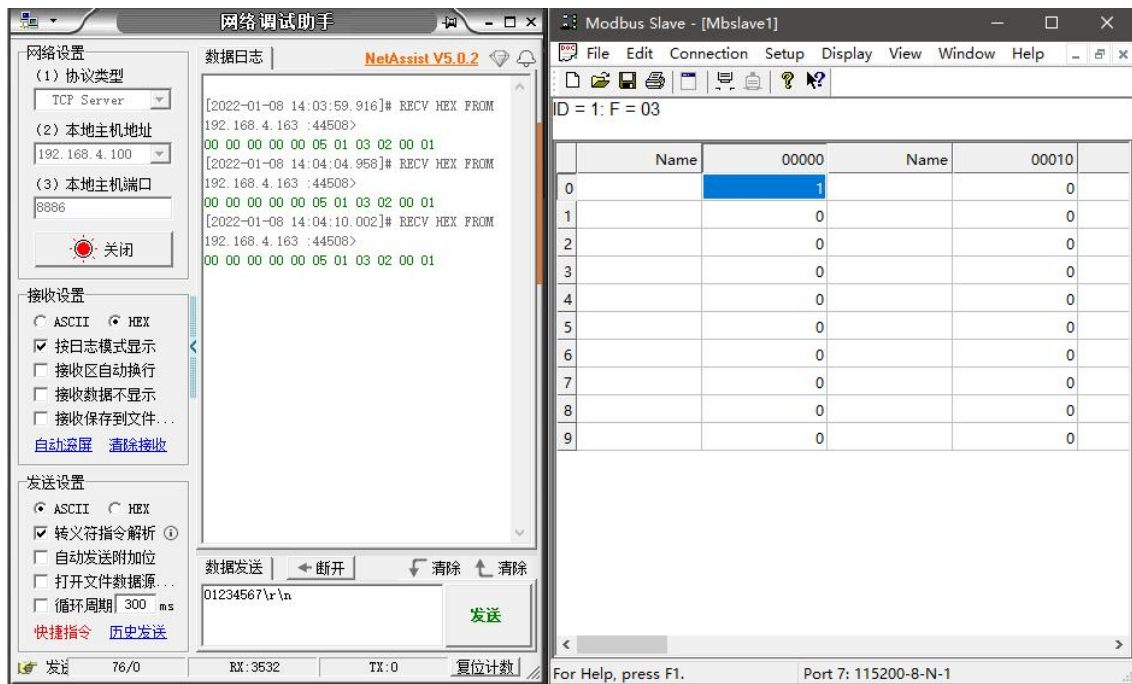 网络调试助手
网络设置
(1) 协议类型
TCP Server
(2) 本地主机地址
192.168.4.100
(3) 本地主机端口
8886
关闭
接收设置
ASCII HEX
按日志模式显示
接收区自动换行
接收数据不显示
接收保存到文件...
自动滚屏 清除接收
发送设置
ASCII HEX
转义符指令解析
自动发送附加位
打开文件数据源...
循环周期 300 ms
快捷指令 历史发送
数据日志 NetAssist V5.0.2
[2022-01-08 14:03:59.916]# RECV HEX FROM
192.168.4.163 :44508>
00 00 00 00 00 05 01 03 02 00 01
[2022-01-08 14:04:04.958]# RECV HEX FROM
192.168.4.163 :44508>
00 00 00 00 00 05 01 03 02 00 01
[2022-01-08 14:04:10.002]# RECV HEX FROM
192.168.4.163 :44508>
00 00 00 00 00 05 01 03 02 00 01
数据发送 断开 清除 清除
01234567\r\n
发送
76/0 RX:3532 TX:0 复位计数
Modbus Slave - [Mbslave1]
File Edit Connection Setup Display View Window Help
ID = 1: F = 03
Name 00000 Name 00010
0 1 0
1 0 0
2 0 0
3 0 0
4 0 0
5 0 0
6 0 0
7 0 0
8 0 0
9 0 0
For Help, press F1. Port 7: 115200-8-N-1